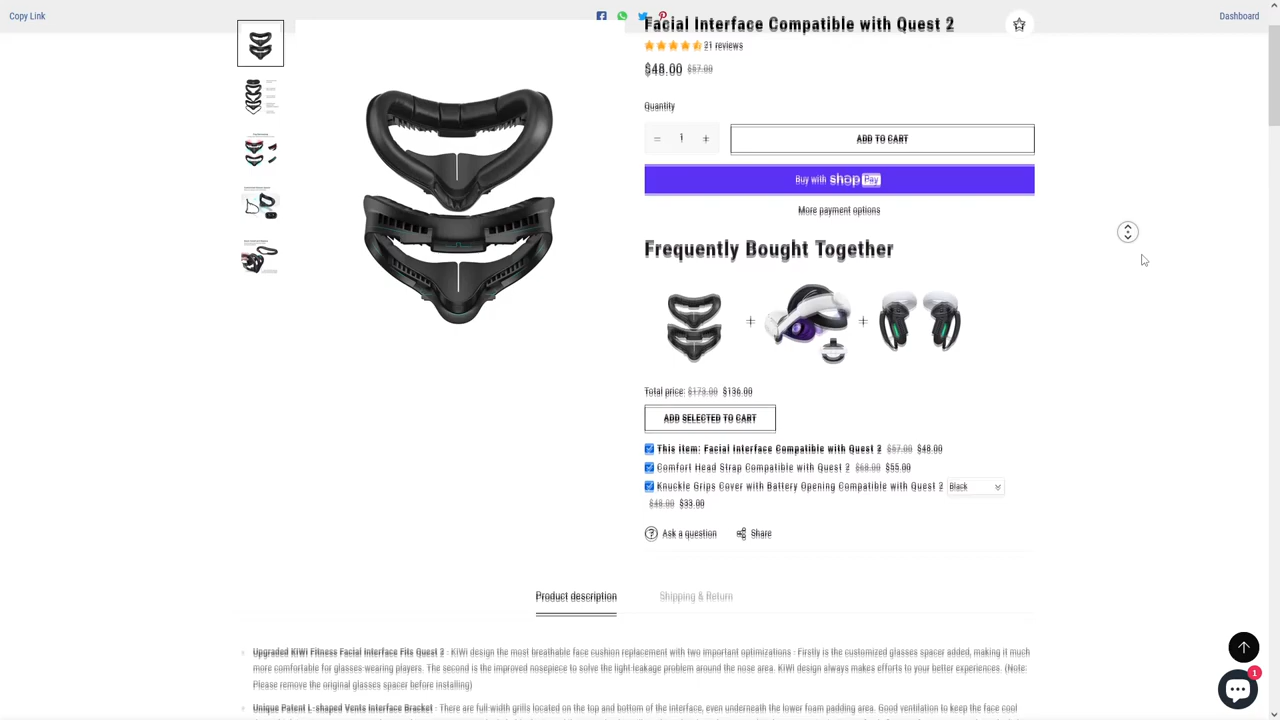 Copy Link
Dashboard
Facial Interface Compatible with Quest 2
21 reviews
$48.00 $57.00
Quantity
1 + ADD TO CART
Buy with shop Pay
More payment options
Frequently Bought Together
+ +
Total price: $173.00 $136.00
ADD SELECTED TO CART
This item: Facial Interface Compatible with Quest 2 $57.00 $48.00
Comfort Head Strap Compatible with Quest 2 $68.00 $55.00
Knuckle Grips Cover with Battery Opening Compatible with Quest 2 Black
$48.00 $33.00
Ask a question Share
Product description Shipping & Return
Upgraded KIWI Fitness Facial Interface Fits Quest 2 : KIWI design the most breathable face cushion replacement with two important optimizations : Firstly is the customized glasses spacer added, making it much
more comfortable for glasses-wearing players. The second is the improved nosepiece to solve the light leakage problem around the nose area. KIWI design always makes efforts to your better experiences. (Note:
Please remove the original glasses spacer before installing)
Unique Patent L-shaped Vents Interface Bracket : There are full-width grills located on the top and bottom of the interface, even underneath the lower foam padding area. Good ventilation to keep the face cool
1